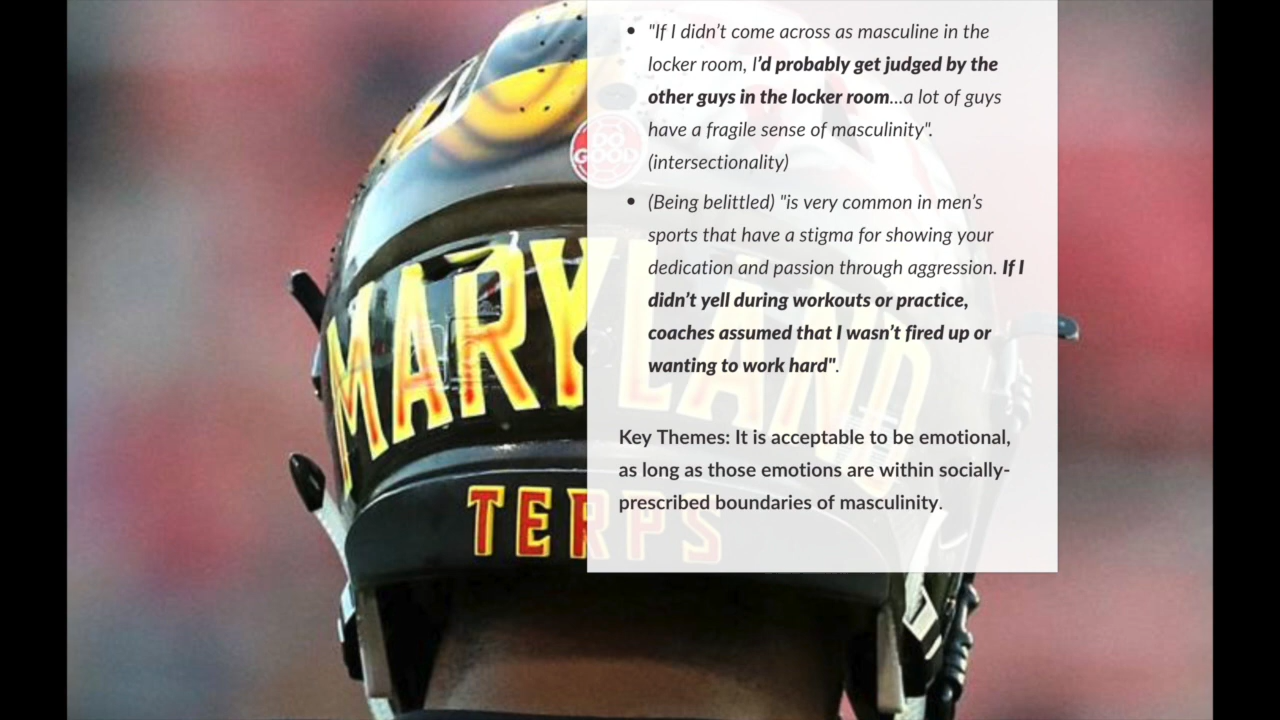 "If I didn’t come across as masculine in the
locker room, I’d probably get judged by the
other guys in the locker room...a lot of guys
have a fragile sense of masculinity".
(intersectionality)
(Being belittled) "is very common in men’s
sports that have a stigma for showing your
dedication and passion through aggression. If I
didn’t yell during workouts or practice,
coaches assumed that I wasn’t fired up or
wanting to work hard".
Key Themes: It is acceptable to be emotional,
as long as those emotions are within socially-
prescribed boundaries of masculinity.
DO
GOOD
MARYLAND
TERPS